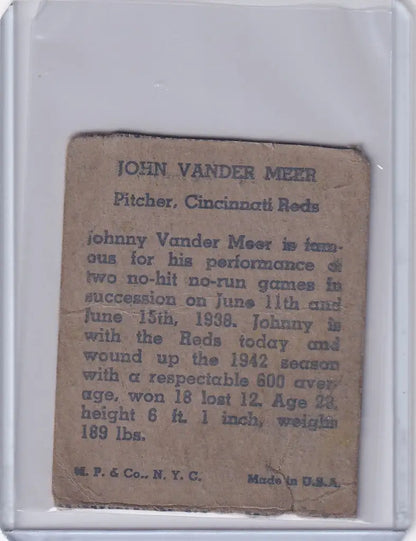 JOHN VANDER MEER
Pitcher, Cincinnati Reds
Johnny Vander Meer is fam-
ous for his performance of
two no-hit no-run games in
succession on June 11th and
June 15th, 1938. Johnny is
with the Reds today and
wound up the 1942 season
with a respectable 600 aver
age, won 18 lost 12. Age 28,
height 6 ft. 1 inch, weighs
189 lbs.
M. P. & Co., N. Y. C.
Made in U.S.A.